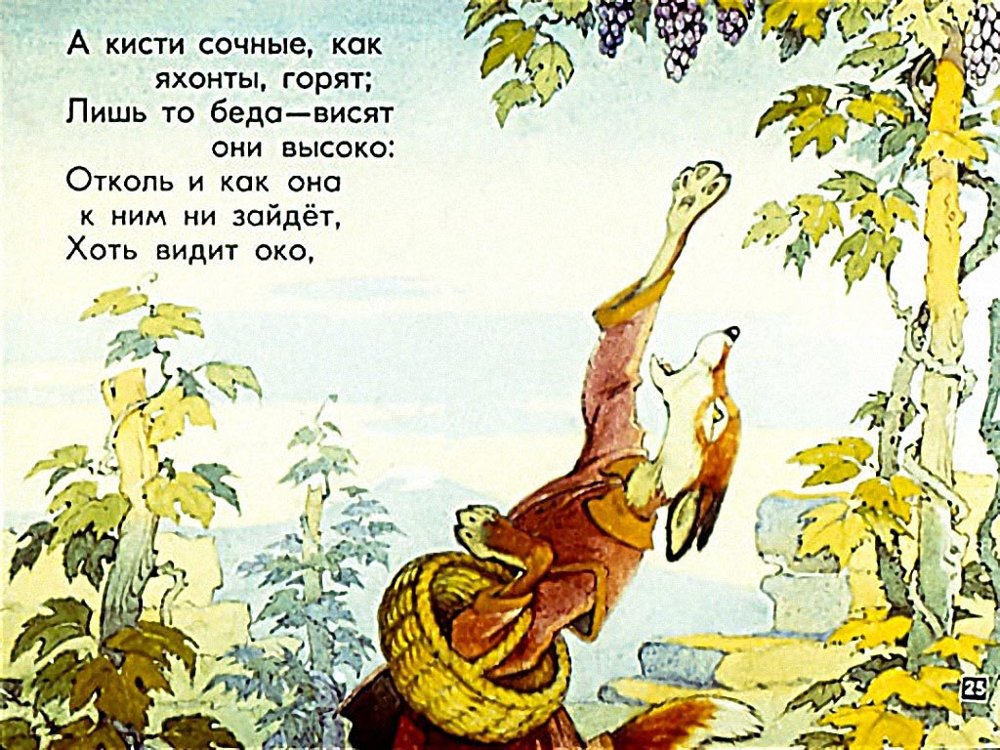 А кисти сочные, как
яхонты, горят;
Лишь то беда—висят
они высоко:
Отколь и как она
к ним ни зайдёт,
Хоть видит око,
25